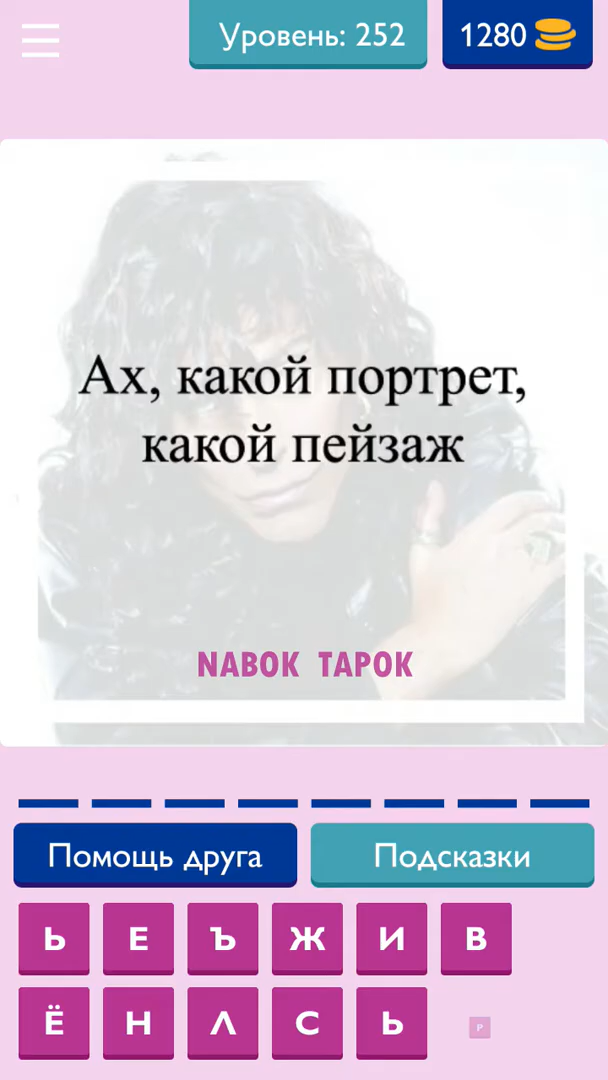 Уровень: 252
1280
Ах, какой портрет,
какой пейзаж
NABOK TAPOK
Помощь друга
Подсказки
Ь Е Ъ Ж И В
Ё Н Л С Ь Р